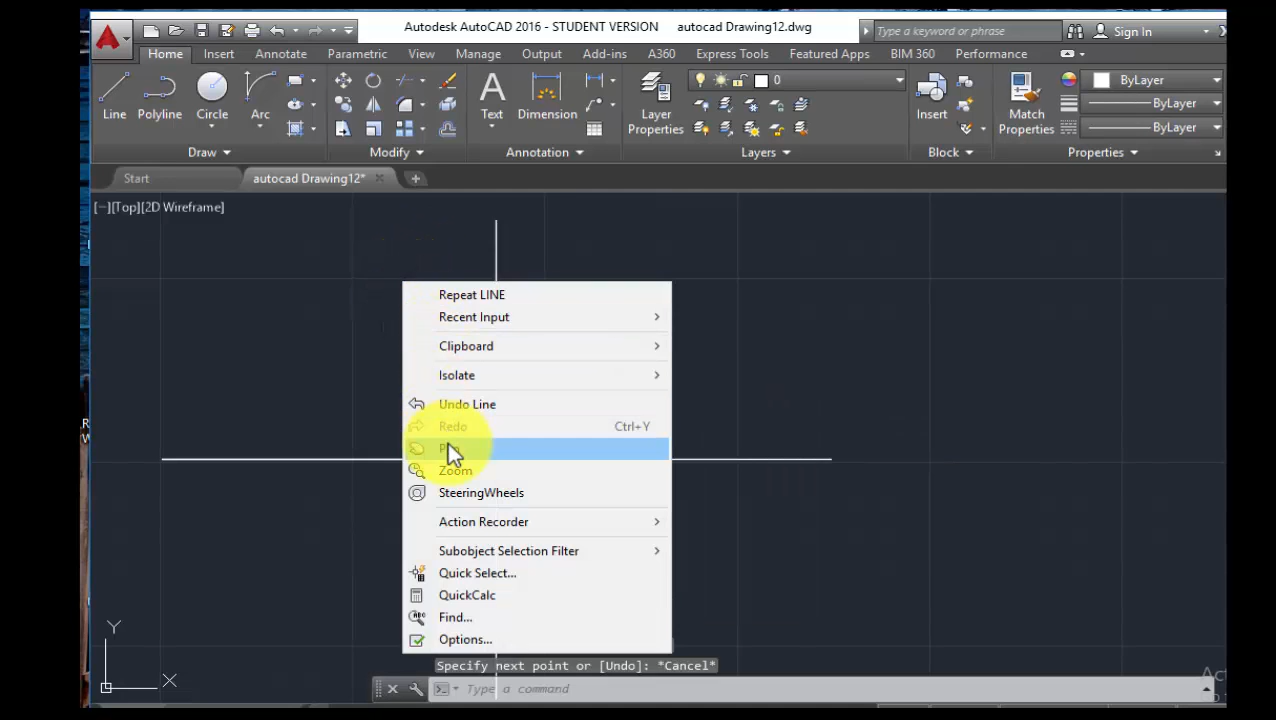 Autodesk AutoCAD 2016 - STUDENT VERSION autocad Drawing12.dwg
Type a keyword or phrase
Sign In
Home Insert Annotate Parametric View Manage Output Add-ins A360 Express Tools Featured Apps BIM 360 Performance
0
ByLayer
ByLayer
ByLayer
Line Polyline Circle Arc Text Dimension Layer Properties Insert Match Properties
Draw Modify Annotation Layers Block Properties
Start autocad Drawing12*
[−][Top][2D Wireframe]
Repeat LINE
Recent Input
Clipboard
Isolate
Undo Line
Redo Ctrl+Y
Zoom
SteeringWheels
Action Recorder
Subobject Selection Filter
Quick Select...
QuickCalc
Find...
Options...
Y
X
Specify next point or [Undo]: *Cancel*
Type a command